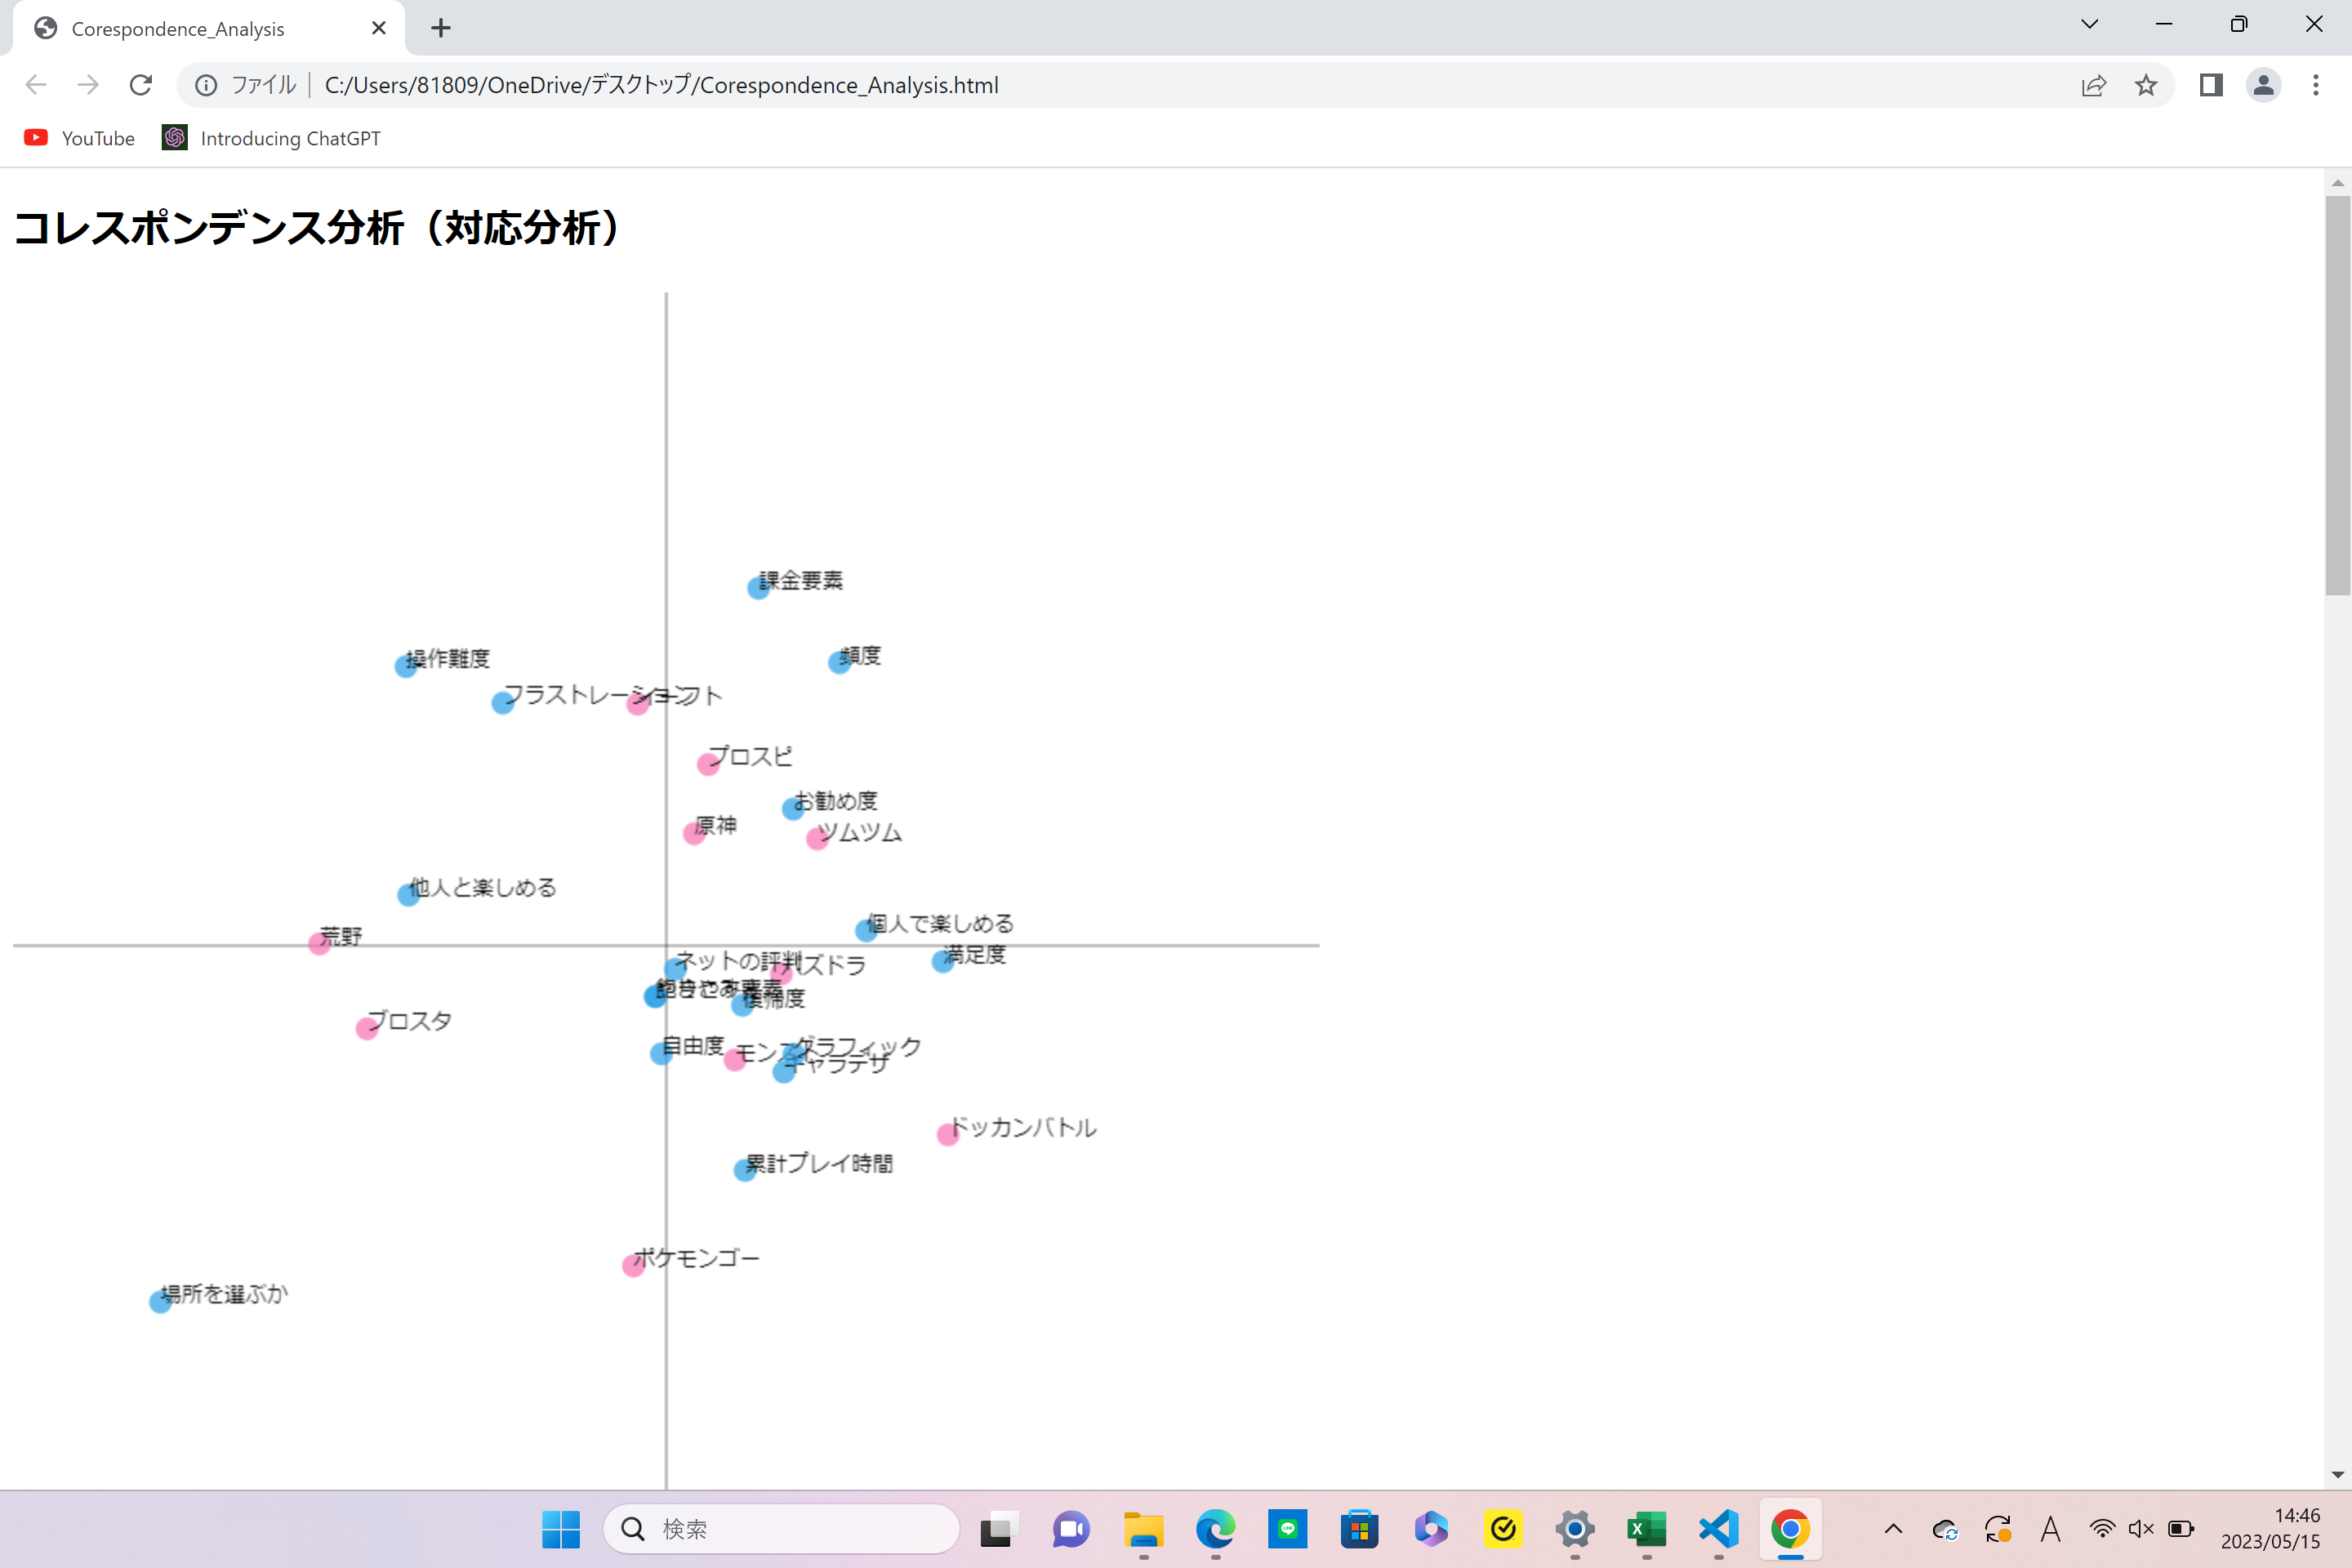 Corespondence_Analysis
ファイル
C:/Users/81809/OneDrive/デスクトップ/Corespondence_Analysis.html
YouTube
Introducing ChatGPT
コレスポンデンス分析（対応分析）
課金要素
頻度
操作難度
フラストレーション
プロスピ
お勧め度
原神
ツムツム
他人と楽しめる
個人で楽しめる
荒野
満足度
ネットの評判
パズドラ
復帰度
ブロスタ
自由度
モンスト
グラフィック
キャラデザ
ドッカンバトル
累計プレイ時間
ポケモンゴー
場所を選ぶか
検索
A
14:46
2023/05/15